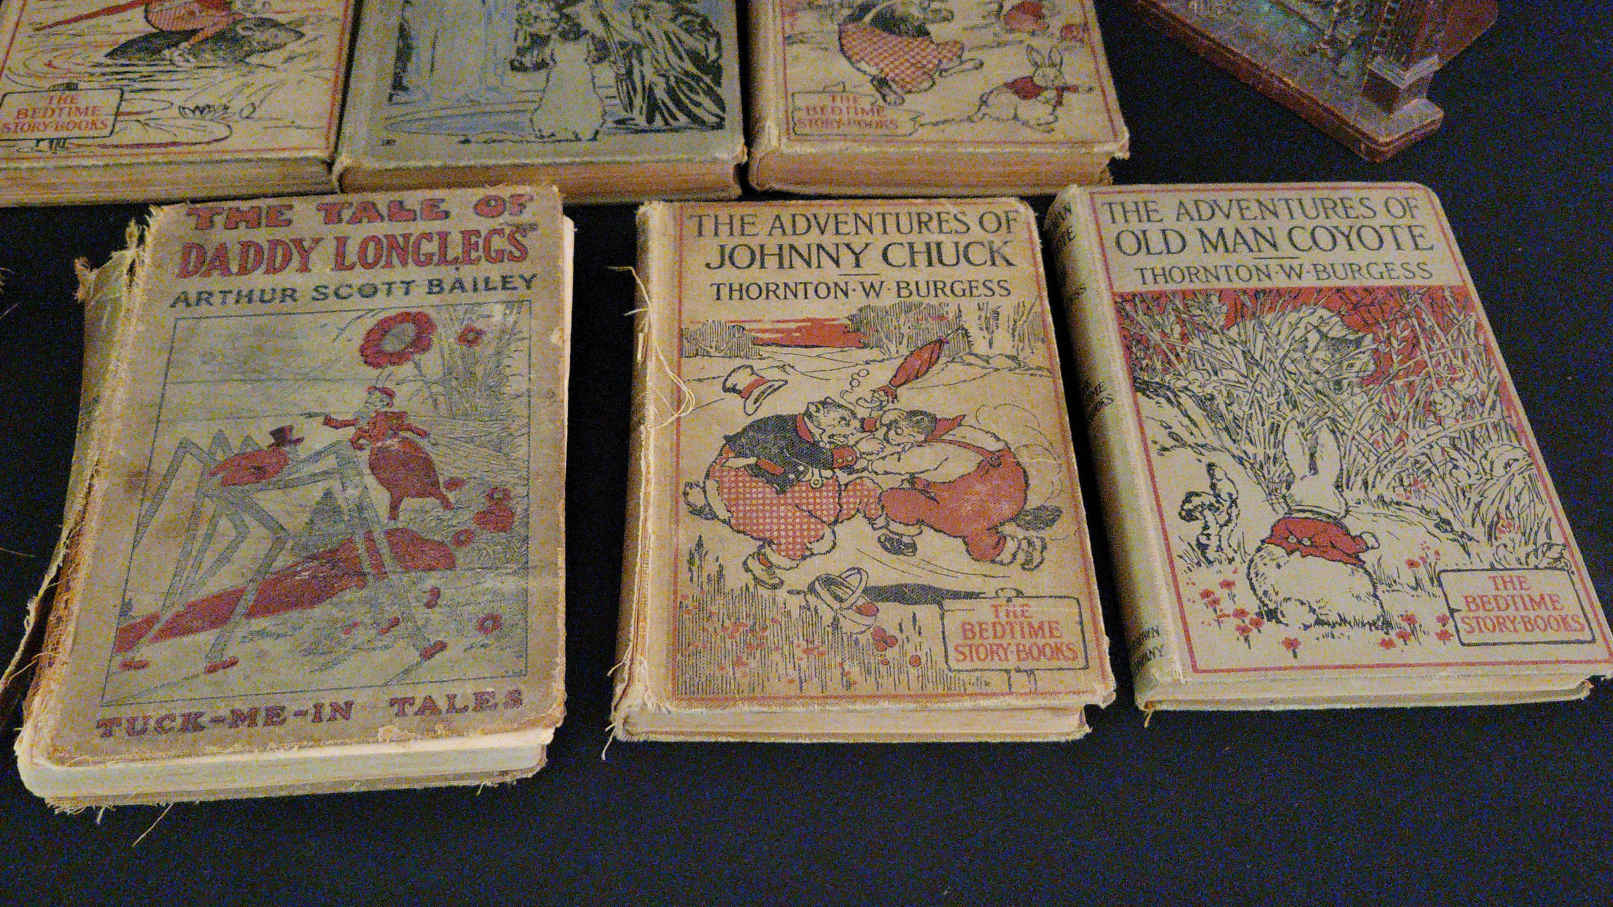 THE
BEDTIME
STORY-BOOKS
THE
BEDTIME
STORY-BOOKS
THE TALE OF
DADDY LONGLEGS
ARTHUR SCOTT BAILEY
TUCK-ME-IN TALES
THE ADVENTURES OF
JOHNNY CHUCK
THORNTON·W·BURGESS
THE
BEDTIME
STORY-BOOKS
THE ADVENTURES OF
OLD MAN COYOTE
THORNTON·W·BURGESS
THE
BEDTIME
STORY-BOOKS